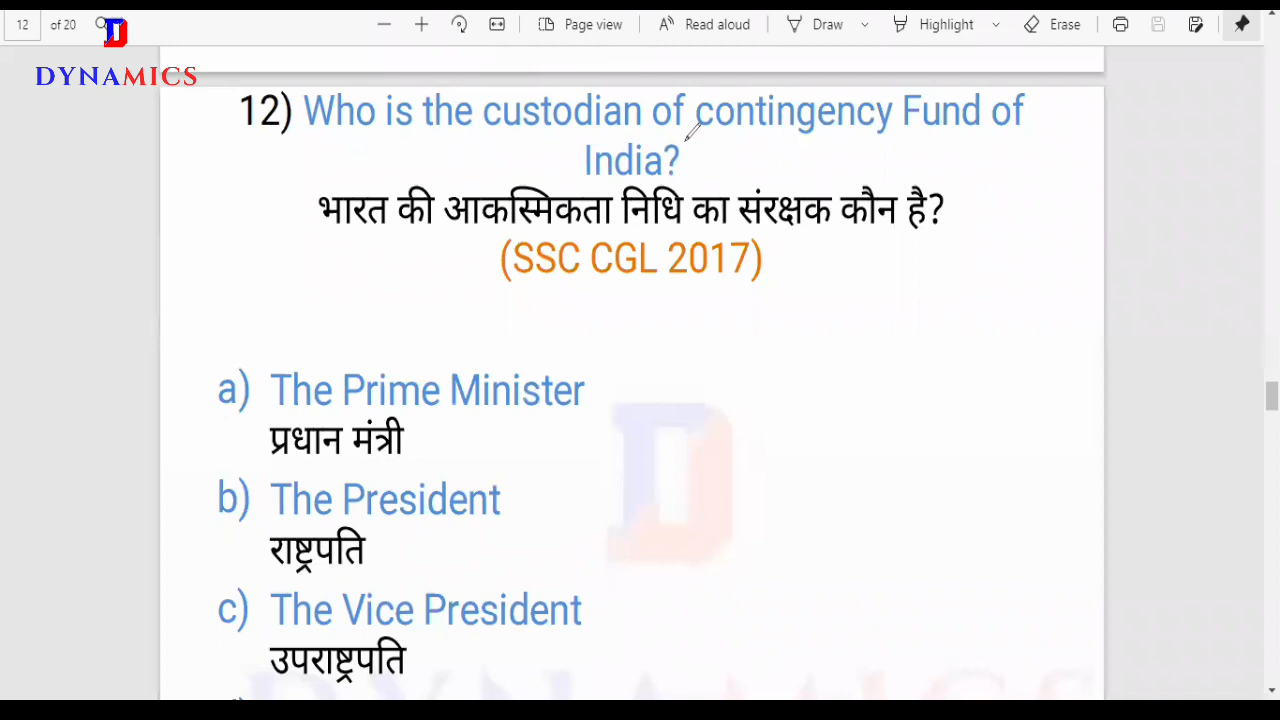 12 of 20
Page view
Read aloud
Draw
Highlight
Erase
DYNAMICS
12) Who is the custodian of contingency Fund of
India?
भारत की आकस्मिकता निधि का संरक्षक कौन है?
(SSC CGL 2017)
a) The Prime Minister
प्रधान मंत्री
b) The President
राष्ट्रपति
c) The Vice President
उपराष्ट्रपति
DYNAMICS